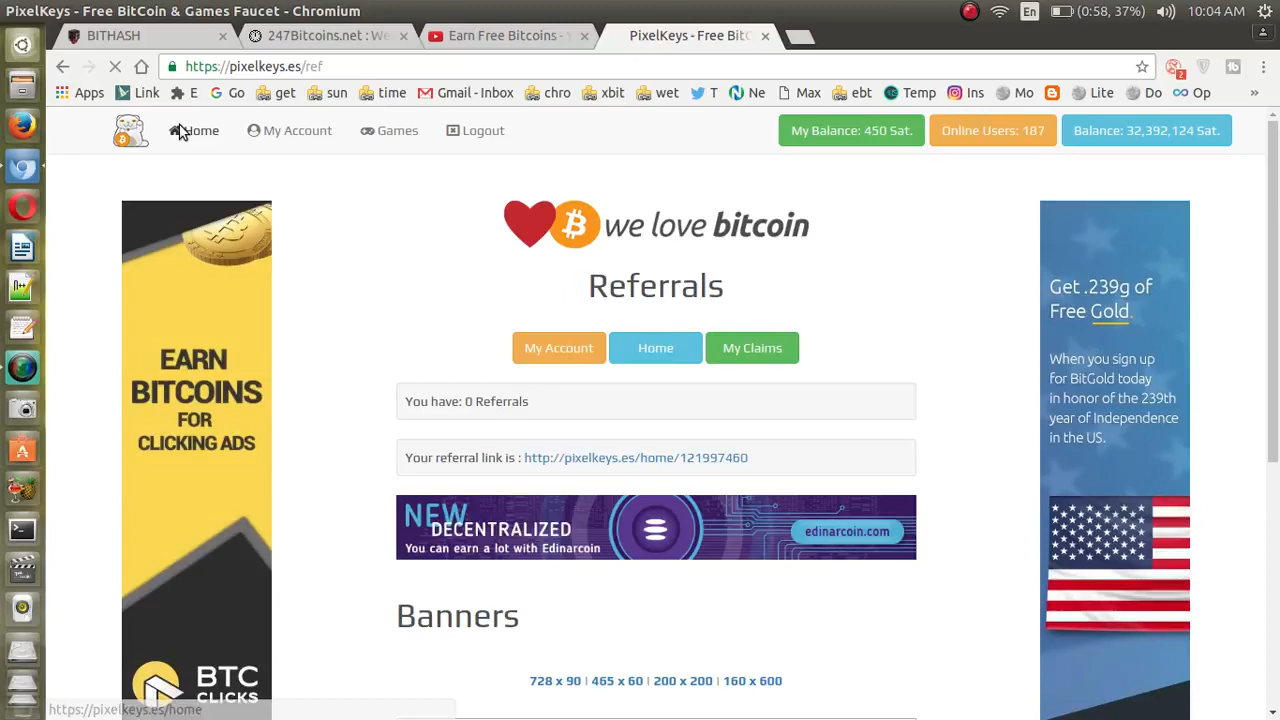 PixelKeys - Free BitCoin & Games Faucet - Chromium
En
(0:58, 37%)
10:04 AM
BITHASH
247Bitcoins.net : We
Earn Free Bitcoins -
PixelKeys - Free BitC
https://pixelkeys.es/ref
2
Apps
Link
E
Go
get
sun
time
Gmail - Inbox
chro
xbit
wet
T
Ne
Max
ebt
Temp
Ins
Mo
Lite
Do
Op
»
Home
My Account
Games
Logout
My Balance: 450 Sat.
Online Users: 187
Balance: 32,392,124 Sat.
we love bitcoin
Referrals
My Account
Home
My Claims
You have: 0 Referrals
Your referral link is : http://pixelkeys.es/home/121997460
NEW
DECENTRALIZED
You can earn a lot with Edinarcoin
edinarcoin.com
Banners
728 x 90 | 465 x 60 | 200 x 200 | 160 x 600
EARN
BITCOINS
FOR
CLICKING ADS
BTC
CLICKS
Get .239g of
Free Gold.
When you sign up
for BitGold today
in honor of the 239th
year of Independence
in the US.
https://pixelkeys.es/home